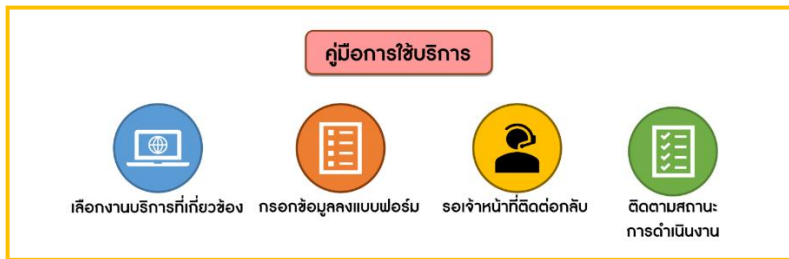 คู่มือการใช้บริการ
เลือกงานบริการที่เกี่ยวข้อง
กรอกข้อมูลลงแบบฟอร์ม
รอเจ้าหน้าที่ติดต่อกลับ
ติดตามสถานะ
การดำเนินงาน